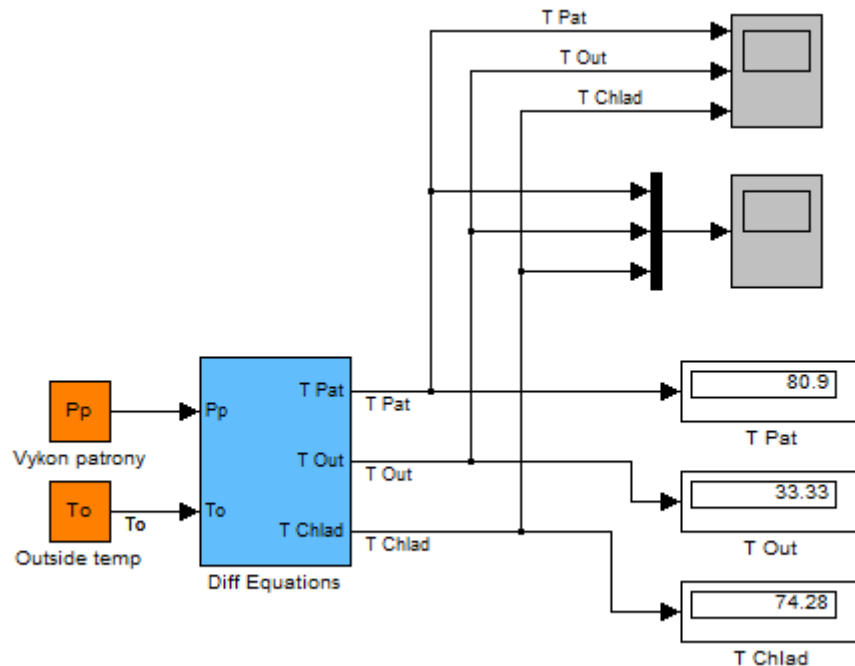 T Pat
T Out
T Chlad
Pp
Vykon patrony
To
To
Outside temp
Pp
To
T Pat
T Out
T Chlad
Diff Equations
T Pat
T Out
T Chlad
80.9
T Pat
33.33
T Out
74.28
T Chlad